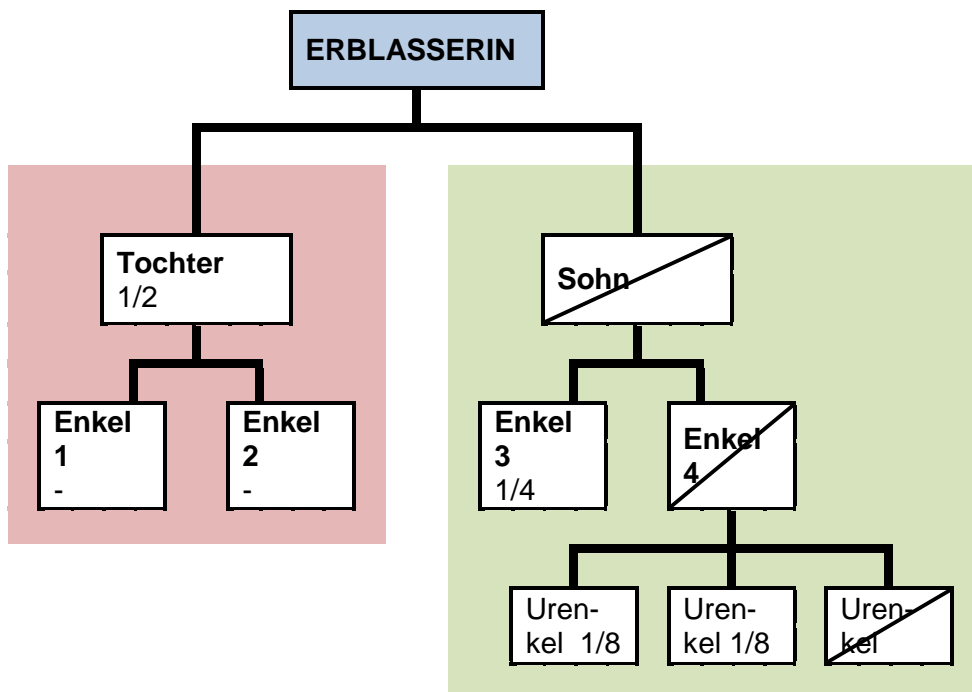 ERBLASSERIN
Tochter
1/2
Sohn
Enkel
1
-
Enkel
2
-
Enkel
3
1/4
Enkel
4
Uren-
kel 1/8
Uren-
kel 1/8
Uren-
kel